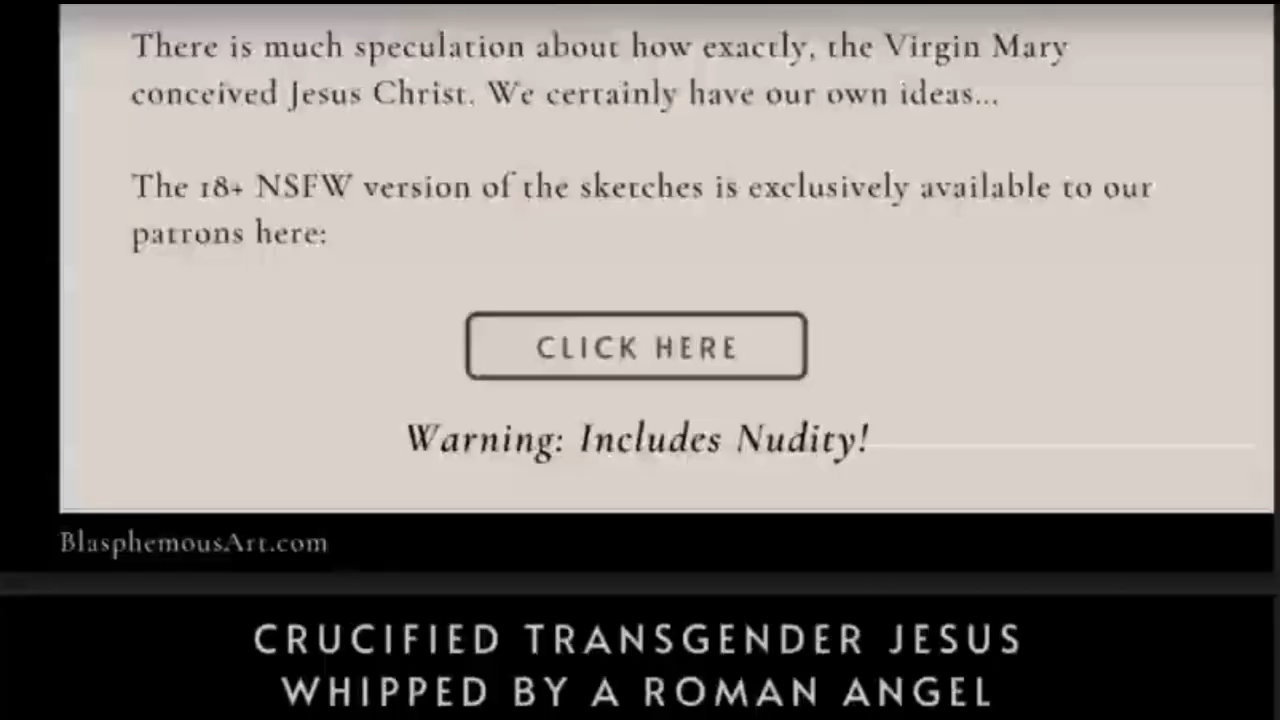 There is much speculation about how exactly, the Virgin Mary
conceived Jesus Christ. We certainly have our own ideas...
The 18+ NSFW version of the sketches is exclusively available to our
patrons here:
CLICK HERE
Warning: Includes Nudity!
BlasphemousArt.com
CRUCIFIED TRANSGENDER JESUS
WHIPPED BY A ROMAN ANGEL